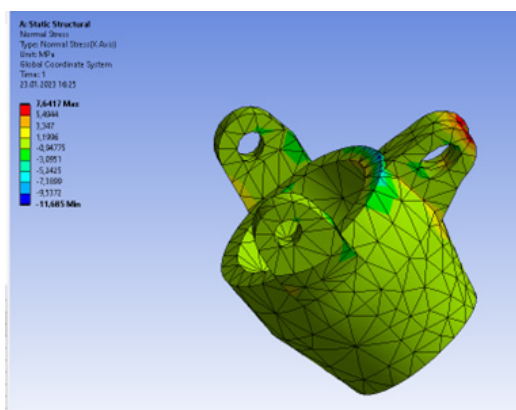 A: Static Structural
Normal Stress
Type: Normal Stress(X Axis)
Unit: MPa
Global Coordinate System
Time: 1
23.01.2023 16:25
7,6417 Max
5,4944
3,347
1,1996
-0,94775
-3,0951
-5,2425
-7,3899
-9,5372
-11,685 Min